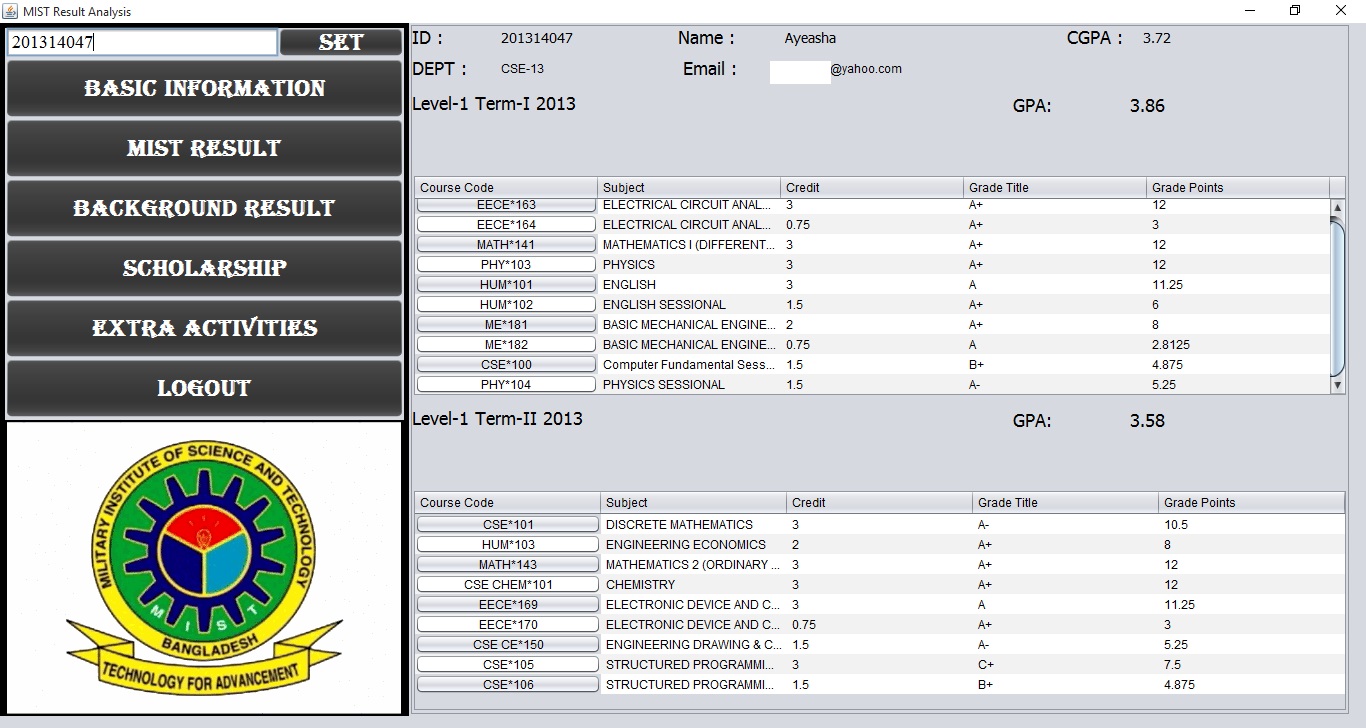 MIST Result Analysis
201314047 SET
BASIC INFORMATION
MIST RESULT
BACKGROUND RESULT
SCHOLARSHIP
EXTRA ACTIVITIES
LOGOUT
MILITARY INSTITUTE OF SCIENCE AND TECHNOLOGY
MIST
BANGLADESH
TECHNOLOGY FOR ADVANCEMENT
ID : 201314047 Name : Ayeasha CGPA : 3.72
DEPT : CSE-13 Email : @yahoo.com
Level-1 Term-I 2013 GPA: 3.86
Course Code Subject Credit Grade Title Grade Points
EECE*163 ELECTRICAL CIRCUIT ANAL... 3 A+ 12
EECE*164 ELECTRICAL CIRCUIT ANAL... 0.75 A+ 3
MATH*141 MATHEMATICS I (DIFFERENT... 3 A+ 12
PHY*103 PHYSICS 3 A+ 12
HUM*101 ENGLISH 3 A 11.25
HUM*102 ENGLISH SESSIONAL 1.5 A+ 6
ME*181 BASIC MECHANICAL ENGINE... 2 A+ 8
ME*182 BASIC MECHANICAL ENGINE... 0.75 A 2.8125
CSE*100 Computer Fundamental Sess... 1.5 B+ 4.875
PHY*104 PHYSICS SESSIONAL 1.5 A- 5.25
Level-1 Term-II 2013 GPA: 3.58
Course Code Subject Credit Grade Title Grade Points
CSE*101 DISCRETE MATHEMATICS 3 A- 10.5
HUM*103 ENGINEERING ECONOMICS 2 A+ 8
MATH*143 MATHEMATICS 2 (ORDINARY ... 3 A+ 12
CSE CHEM*101 CHEMISTRY 3 A+ 12
EECE*169 ELECTRONIC DEVICE AND C... 3 A 11.25
EECE*170 ELECTRONIC DEVICE AND C... 0.75 A+ 3
CSE CE*150 ENGINEERING DRAWING & C... 1.5 A- 5.25
CSE*105 STRUCTURED PROGRAMMI... 3 C+ 7.5
CSE*106 STRUCTURED PROGRAMMI... 1.5 B+ 4.875